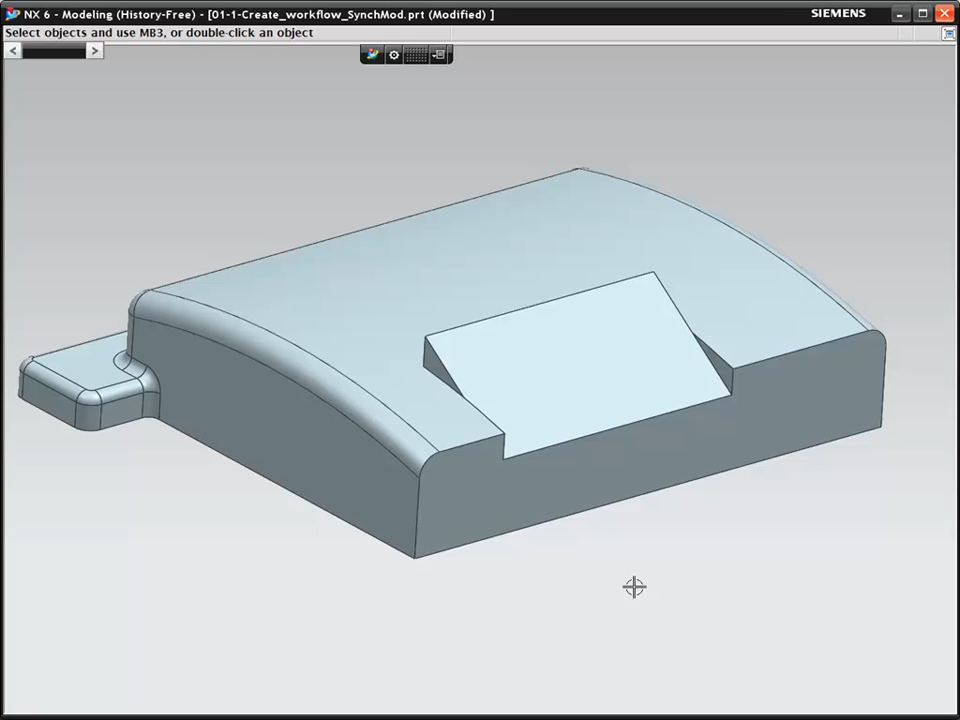 NX 6 - Modeling (History-Free) - [01-1-Create_workflow_SynchMod.prt (Modified) ]
SIEMENS
Select objects and use MB3, or double-click an object